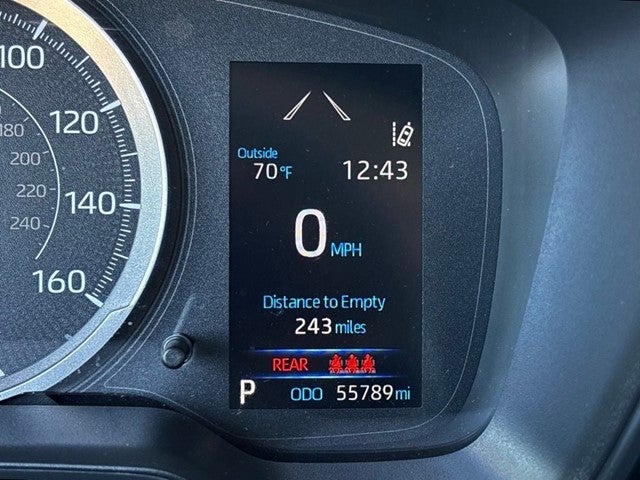 100
120
140
160
180
200
220
240
Outside
70°F 12:43
0 MPH
Distance to Empty
243 miles
REAR
P ODO 55789 mi